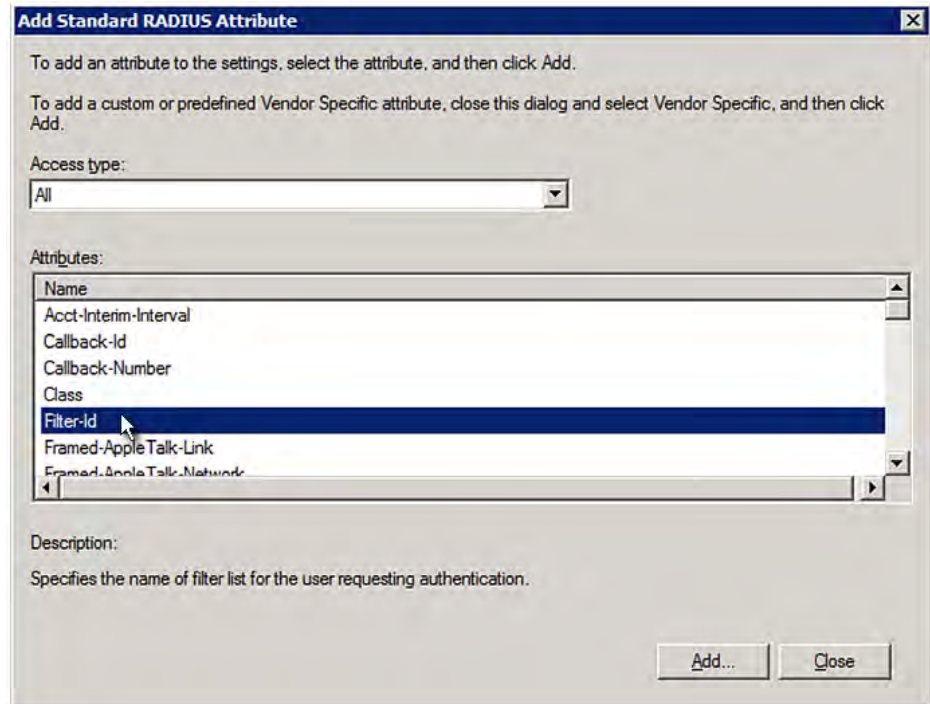 Add Standard RADIUS Attribute
To add an attribute to the settings, select the attribute, and then click Add.
To add a custom or predefined Vendor Specific attribute, close this dialog and select Vendor Specific, and then click
Add.
Access type:
All
Attributes:
Name
Acct-Interim-Interval
Callback-Id
Callback-Number
Class
Filter-Id
Framed-AppleTalk-Link
Framed-AppleTalk-Network
Description:
Specifies the name of filter list for the user requesting authentication.
Add... Close